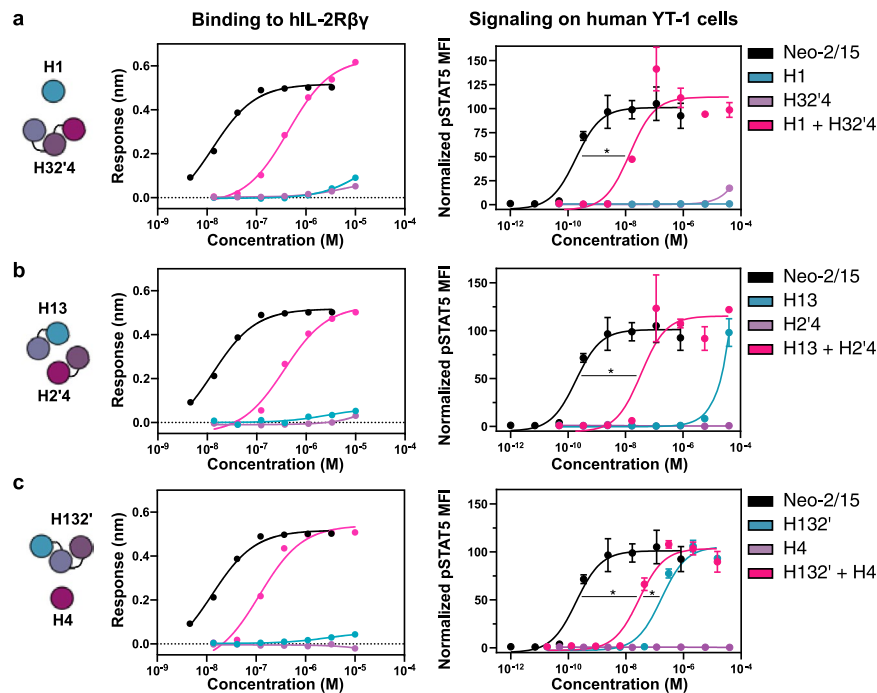 Binding to hIL-2Rβγ
Signaling on human YT-1 cells
a
H1
H32'4
Response (nm)
0.6
0.4
0.2
0.0
10-9
10-8
10-7
10-6
10-5
10-4
Concentration (M)
Normalized pSTAT5 MFI
150
125
100
75
50
25
0
*
10-12
10-10
10-8
10-6
10-4
Concentration (M)
Neo-2/15
H1
H32'4
H1 + H32'4
b
H13
H2'4
Response (nm)
0.6
0.4
0.2
0.0
10-9
10-8
10-7
10-6
10-5
10-4
Concentration (M)
Normalized pSTAT5 MFI
150
125
100
75
50
25
0
*
10-12
10-10
10-8
10-6
10-4
Concentration (M)
Neo-2/15
H13
H2'4
H13 + H2'4
c
H132'
H4
Response (nm)
0.6
0.4
0.2
0.0
10-9
10-8
10-7
10-6
10-5
10-4
Concentration (M)
Normalized pSTAT5 MFI
150
125
100
75
50
25
0
* *
10-12
10-10
10-8
10-6
10-4
Concentration (M)
Neo-2/15
H132'
H4
H132' + H4